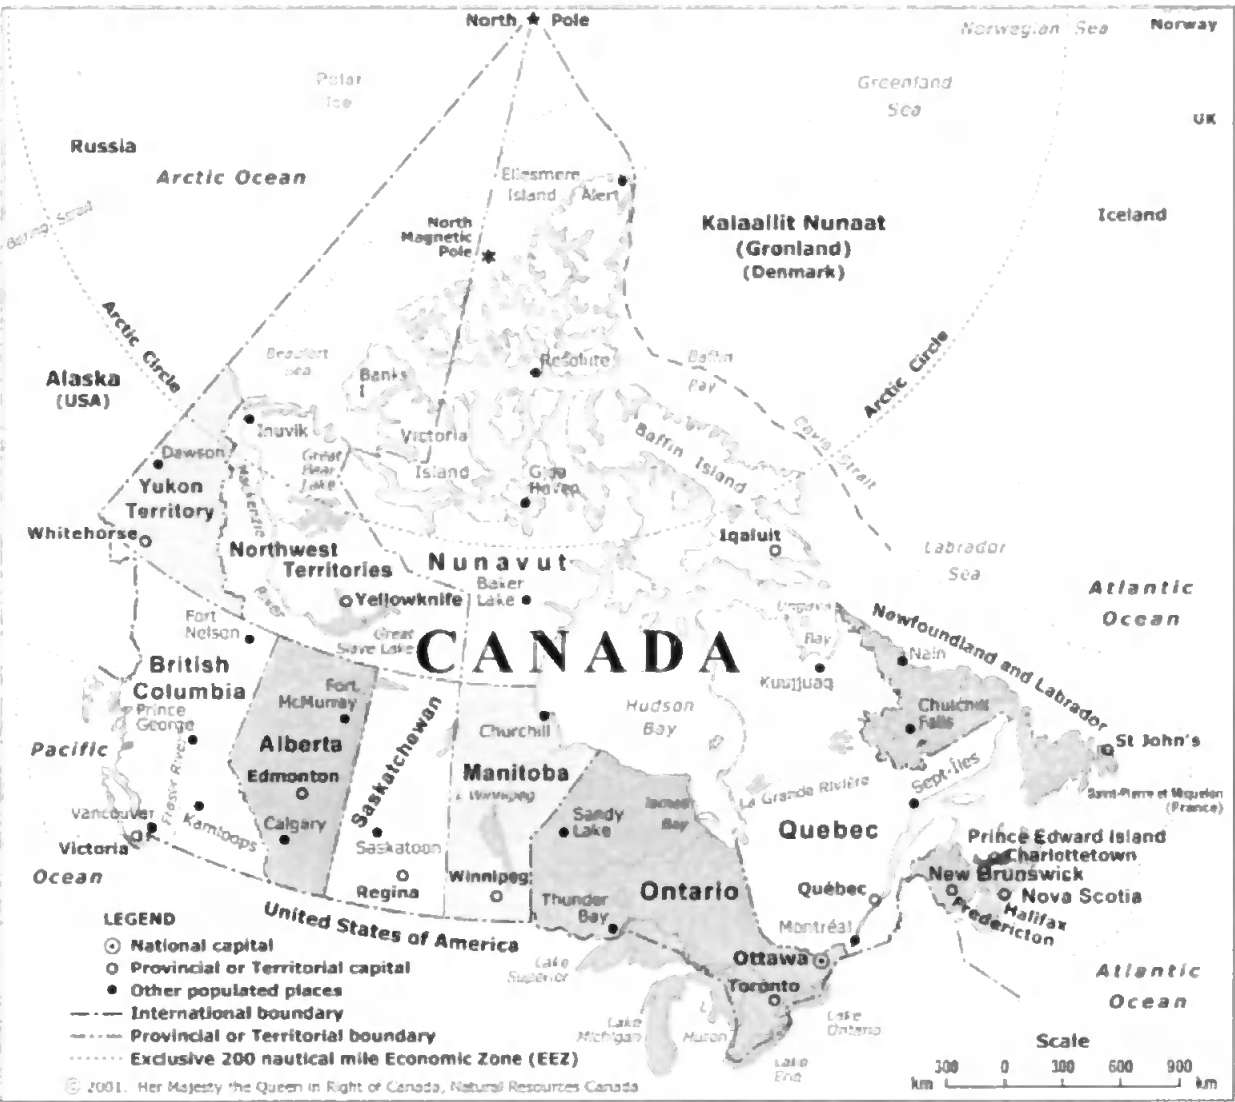 North ★ Pole
Norwegian Sea
Norway
Polar
Ice
Greenland
Sea
UK
Russia
Arctic Ocean
Ellesmere
Island
Alert
Bering Strait
North
Magnetic
Pole
Kalaallit Nunaat
(Gronland)
(Denmark)
Iceland
Arctic Circle
Arctic Circle
Beaufort
Sea
Banks
I
Resolute
Baffin
Bay
Alaska
(USA)
Davis Strait
Inuvik
Victoria
Island
Baffin Island
Dawson
Great
Bear
Lake
Gjoa
Haven
Yukon
Territory
Mackenzie
River
Whitehorse
Iqaluit
Northwest
Territories
Nunavut
Labrador
Sea
Baker
Lake
Yellowknife
Atlantic
Ocean
Ungava
Bay
Newfoundland and Labrador
Fort
Nelson
Great
Slave Lake
CANADA
Nain
British
Columbia
Kuujjuaq
Fort
McMurray
Prince
George
Hudson
Bay
Churchill
Falls
Churchill
Saskatchewan
Pacific
Ocean
Alberta
Edmonton
St John's
Fraser River
Manitoba
L Winnipeg
Sept-Îles
La Grande Rivière
Saint-Pierre et Miquelon
(France)
James
Bay
Vancouver
Kamloops
Calgary
Sandy
Lake
Quebec
Prince Edward Island
Charlottetown
Victoria
Saskatoon
New Brunswick
Regina
Winnipeg
Ontario
Québec
Nova Scotia
Halifax
Fredericton
Thunder
Bay
Montréal
United States of America
LEGEND
National capital
Provincial or Territorial capital
Other populated places
International boundary
Provincial or Territorial boundary
Exclusive 200 nautical mile Economic Zone (EEZ)
Lake
Superior
Ottawa
Toronto
Atlantic
Ocean
Lake
Michigan
L
Huron
Lake
Ontario
Lake
Erie
Scale
km 300 0 300 600 900 km
© 2001. Her Majesty the Queen in Right of Canada, Natural Resources Canada